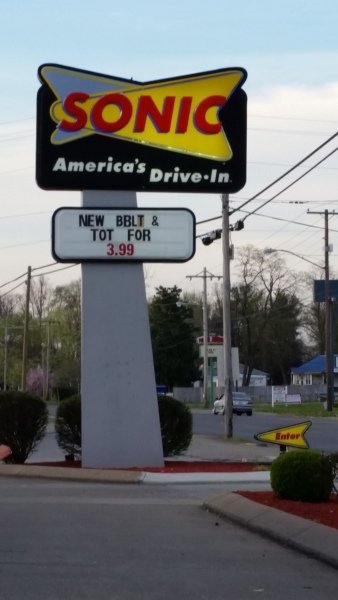 SONIC
America's Drive-In
NEW BBLT &
TOT FOR
3.99
Enter